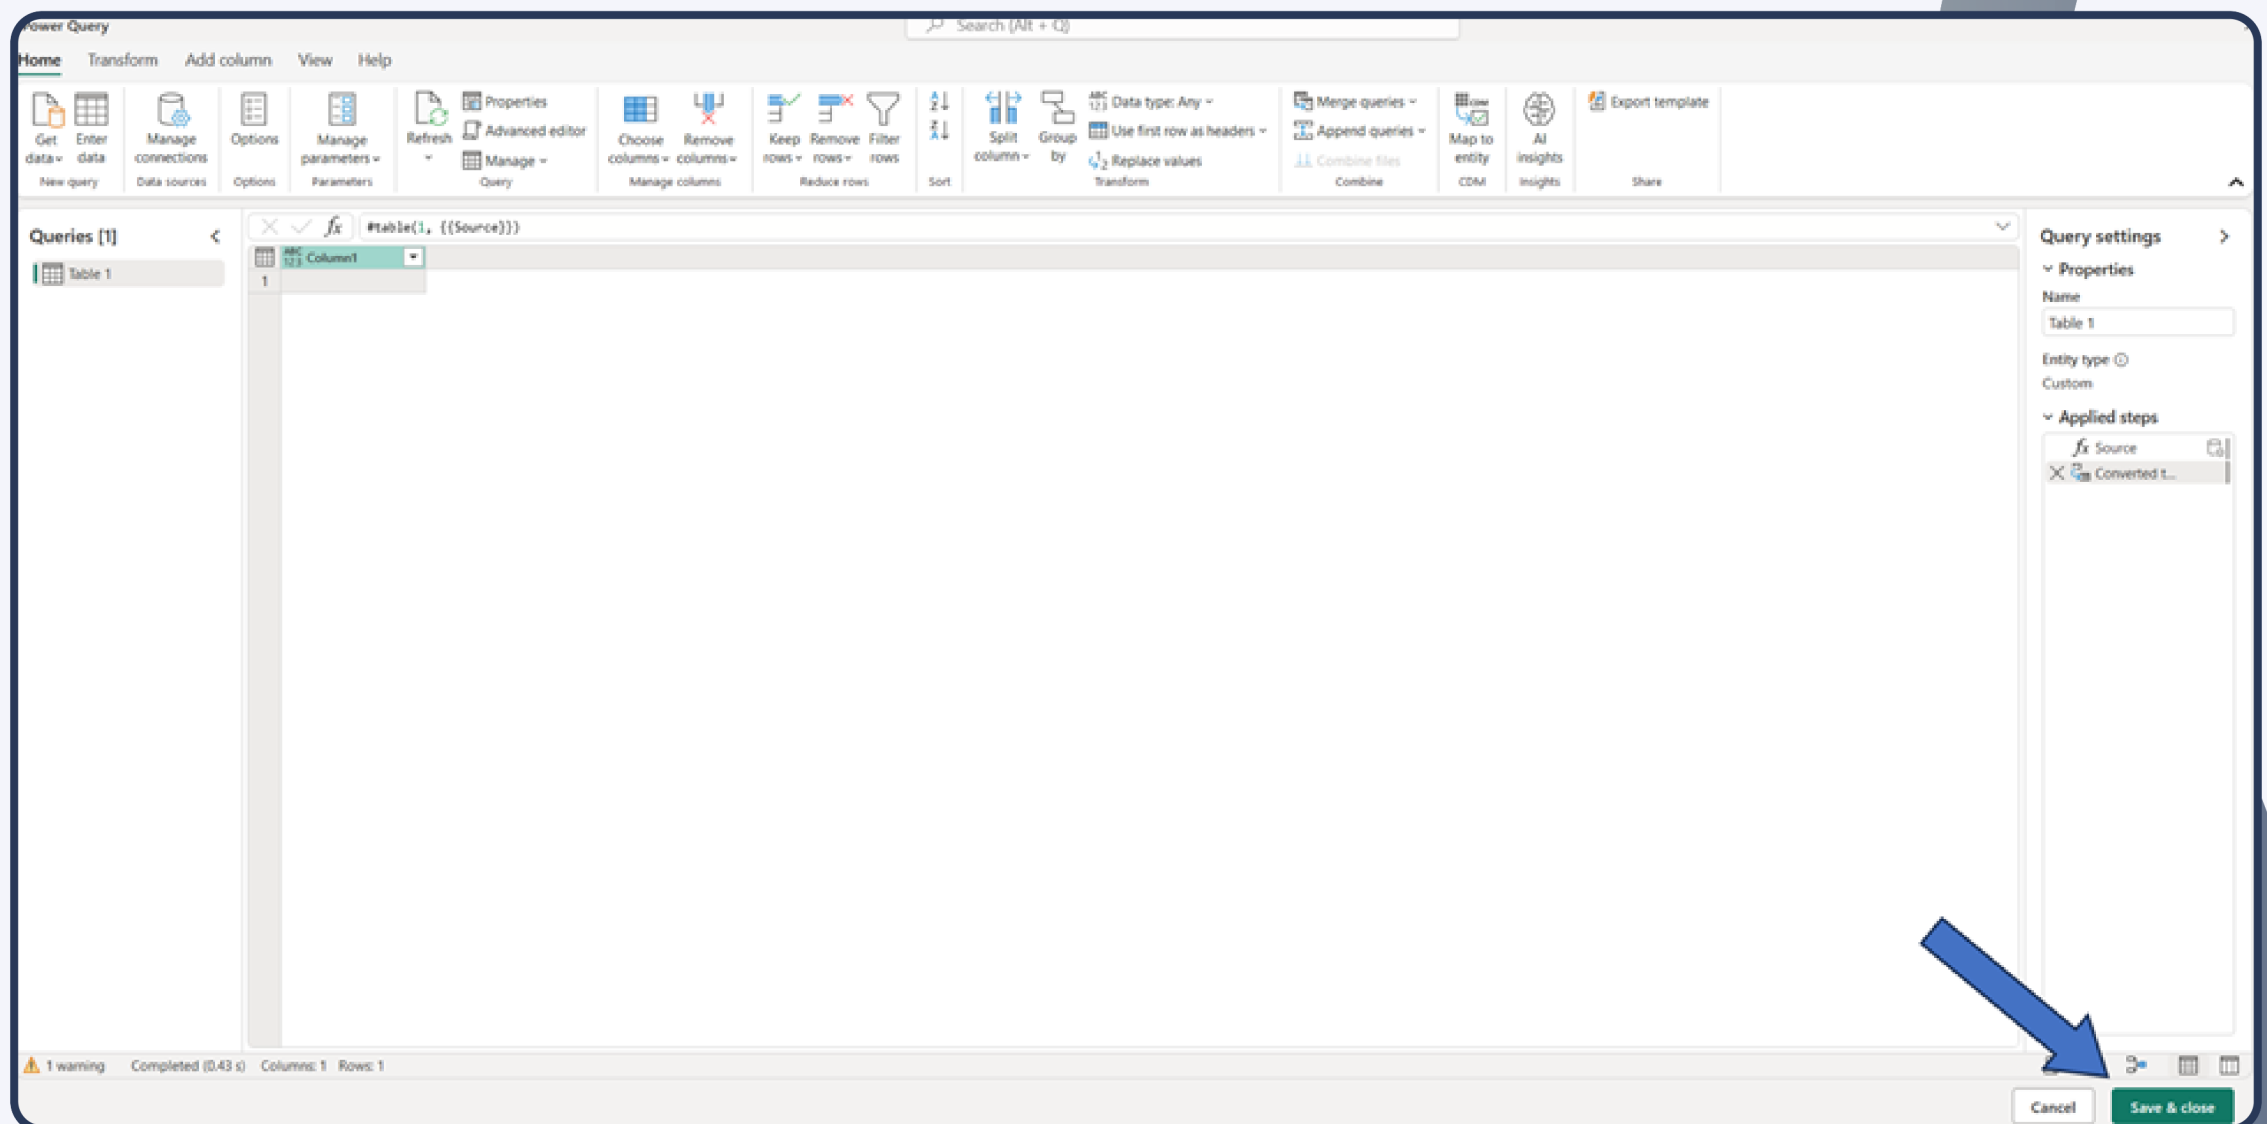 Power Query
Search (Alt + Q)
Home Transform Add column View Help
Get data Enter data
New query
Manage connections
Data sources
Options
Options
Manage parameters
Parameters
Refresh
Properties
Advanced editor
Manage
Query
Choose columns Remove columns
Manage columns
Keep rows Remove rows Filter rows
Reduce rows
Sort
Split column Group by
Data type: Any
Use first row as headers
Replace values
Transform
Merge queries
Append queries
Combine files
Combine
Map to entity
CDM
AI insights
Insights
Export template
Share
Queries [1]
Table 1
fx #table(1, {{Source}})
ABC 123 Column1
1
Query settings
Properties
Name
Table 1
Entity type
Custom
Applied steps
fx Source
Converted t...
1 warning Completed (0.43 s) Columns: 1 Rows: 1
Cancel Save & close